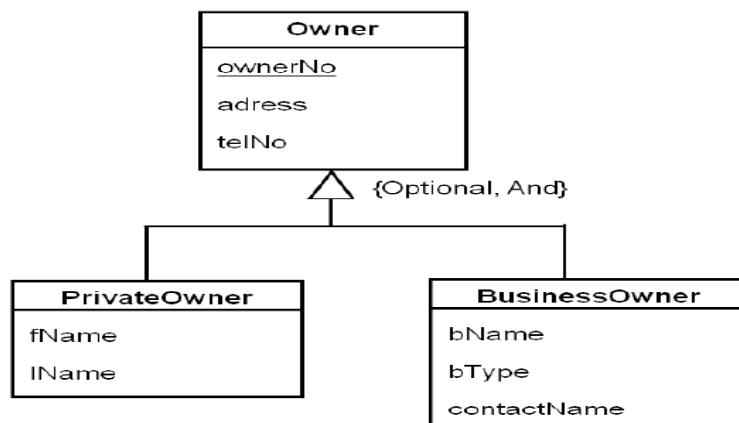 Owner
ownerNo
adress
telNo
{Optional, And}
PrivateOwner
fName
lName
BusinessOwner
bName
bType
contactName